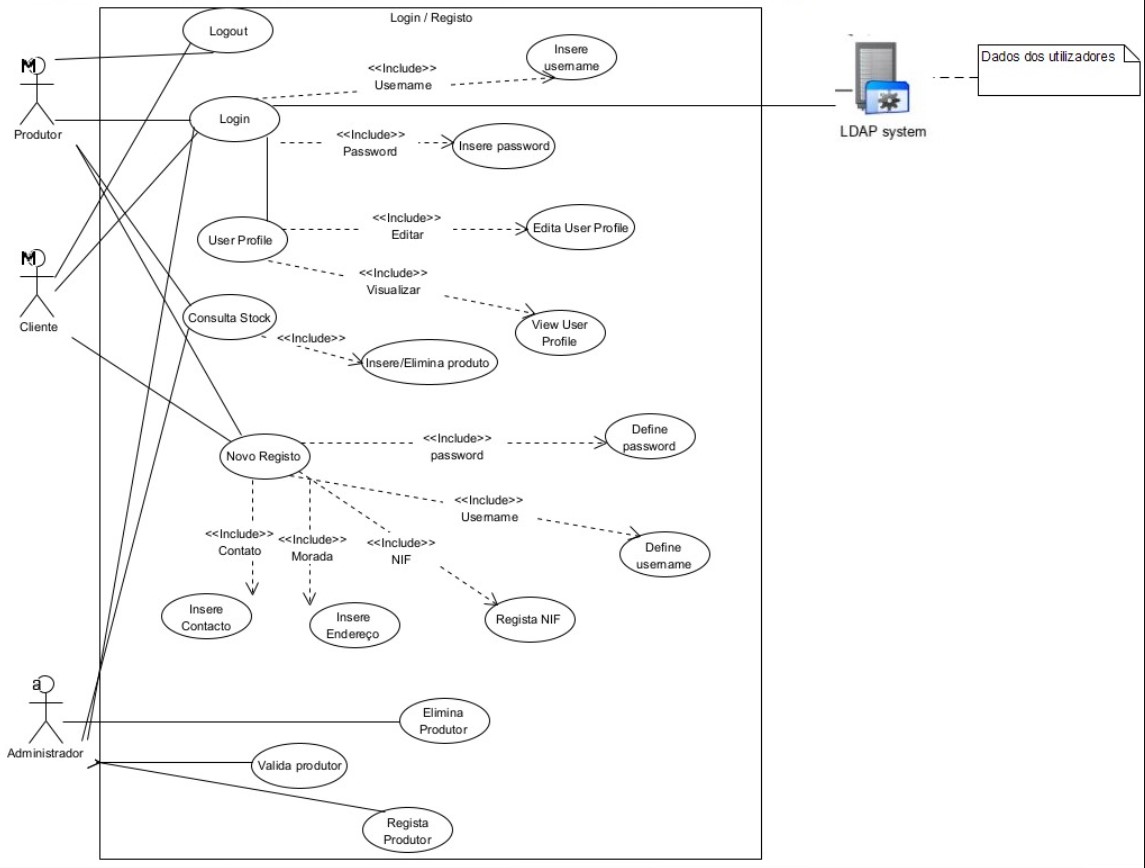 Login / Registo
Logout
Insere
username
<<Include>>
Username
Dados dos utilizadores
Produtor
Login
LDAP system
<<Include>>
Password
Insere password
User Profile
<<Include>>
Editar
Edita User Profile
<<Include>>
Visualizar
Cliente
Consulta Stock
View User
Profile
<<Include>>
Insere/Elimina produto
Novo Registo
<<Include>>
password
Define
password
<<Include>>
Username
<<Include>>
Contato
<<Include>>
Morada
<<Include>>
NIF
Define
username
Insere
Contacto
Insere
Endereço
Regista NIF
a
Administrador
Elimina
Produtor
Valida produtor
Regista
Produtor